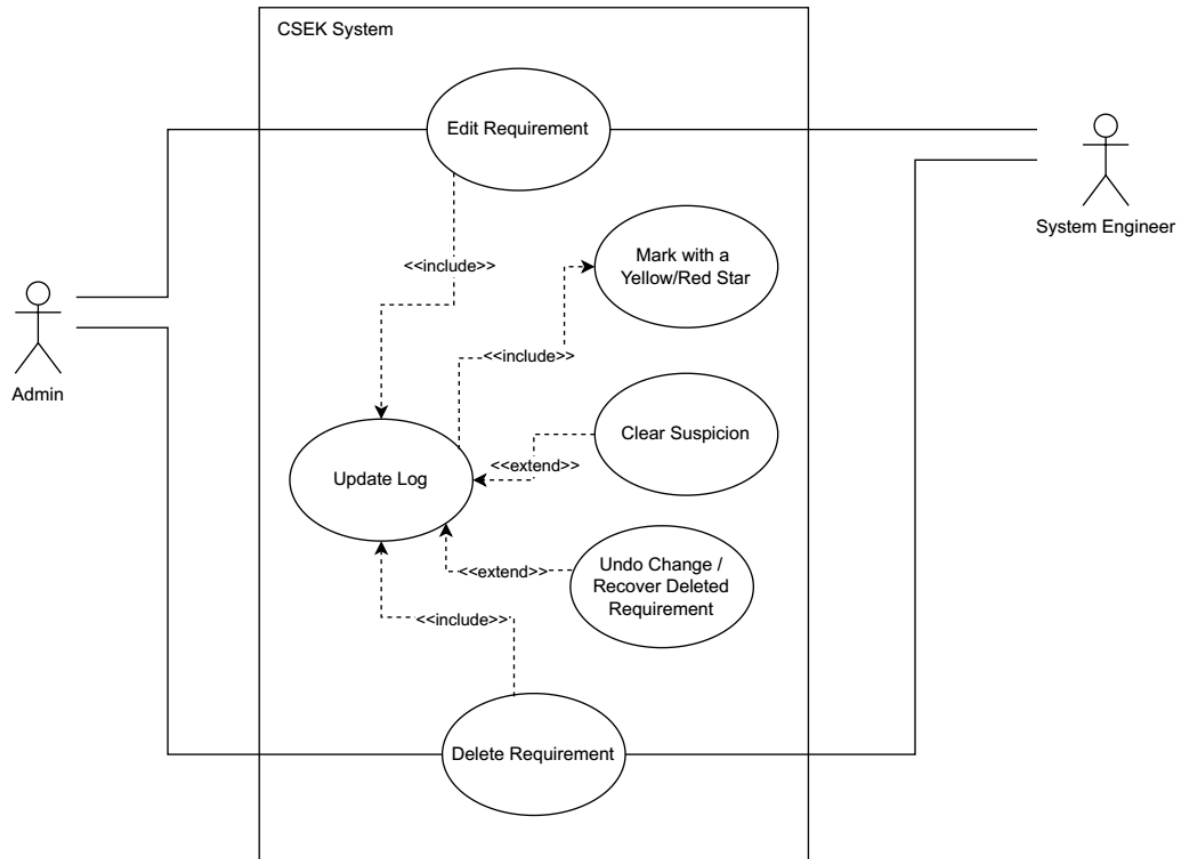 CSEK System
Edit Requirement
System Engineer
Mark with a
Yellow/Red Star
<<include>>
<<include>>
Admin
Clear Suspicion
<<extend>>
Update Log
Undo Change /
Recover Deleted
Requirement
<<extend>>
<<include>>
Delete Requirement